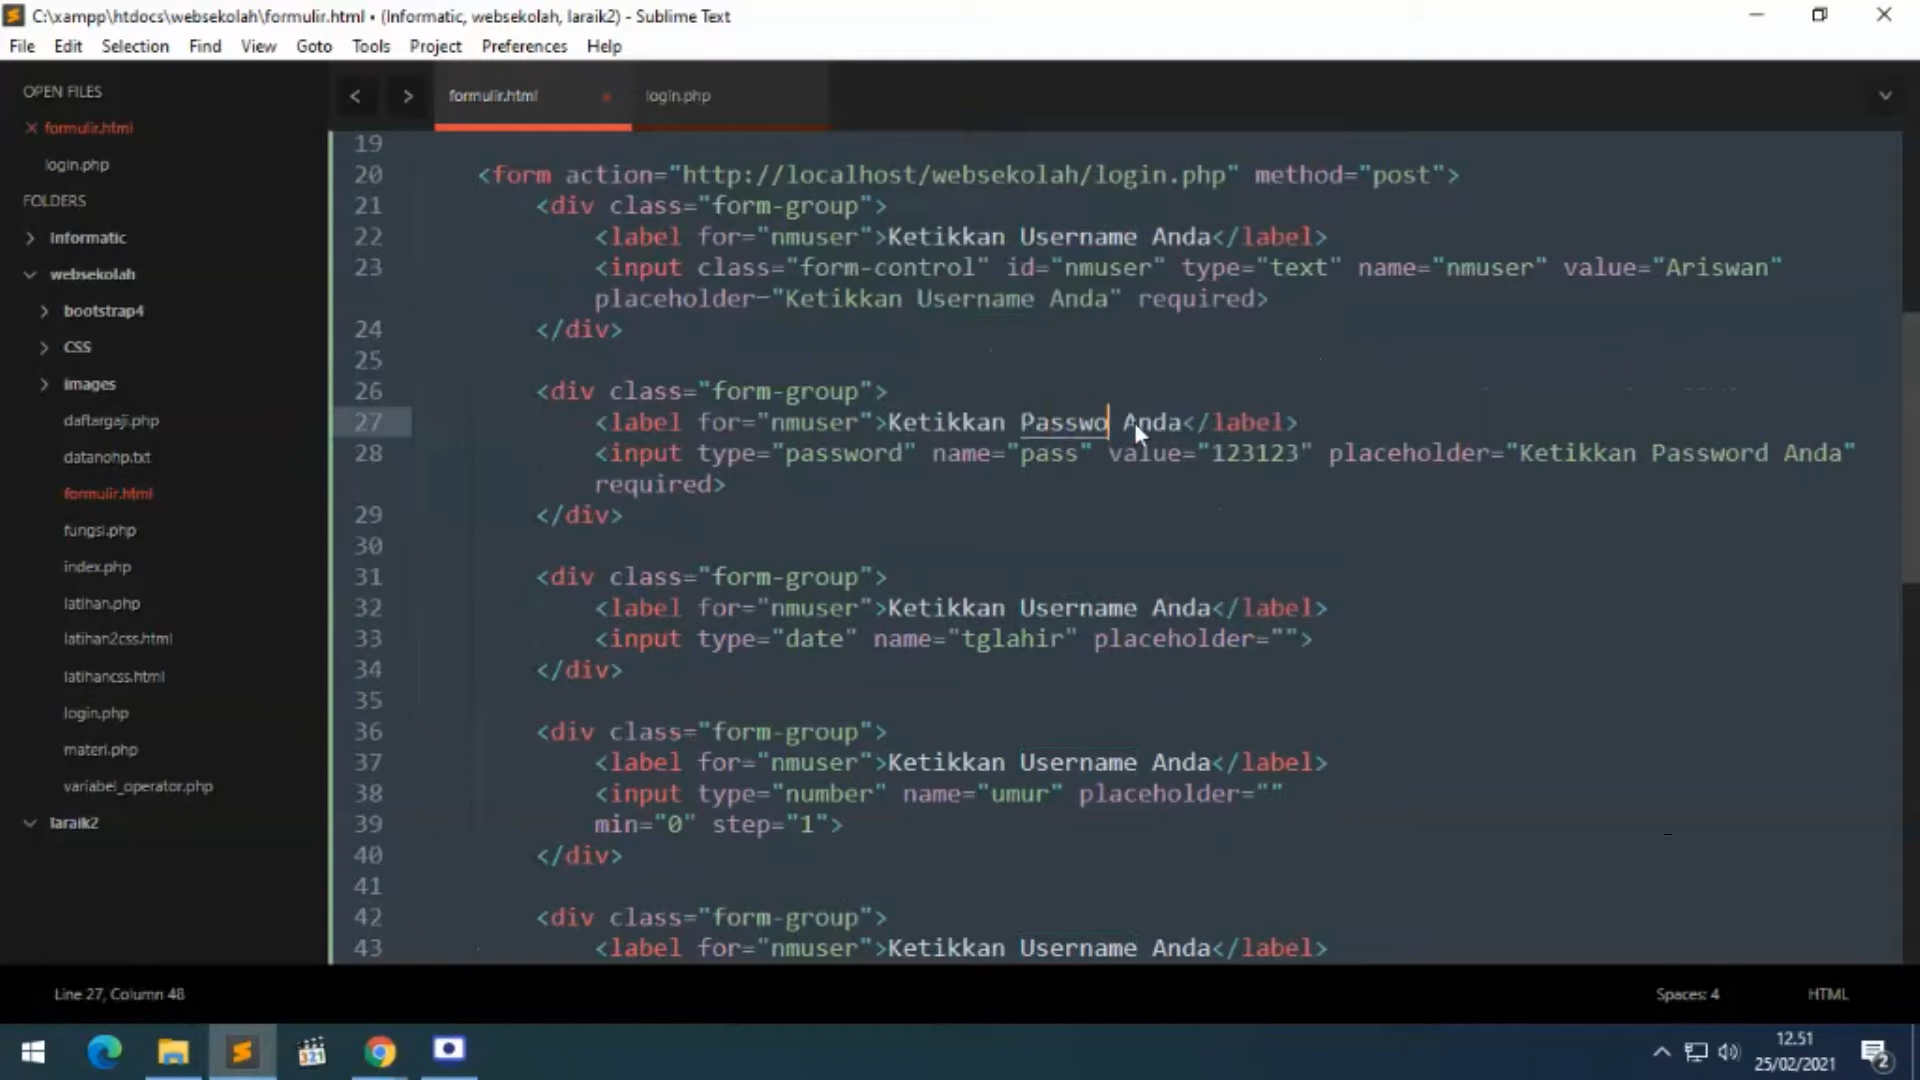 C:\xampp\htdocs\websekolah\formulir.html • (Informatic, websekolah, laraik2) - Sublime Text
File Edit Selection Find View Goto Tools Project Preferences Help
OPEN FILES
formulir.html
login.php
FOLDERS
Informatic
websekolah
bootstrap4
CSS
images
daftargaji.php
datanohp.txt
formulir.html
fungsi.php
index.php
latihan.php
latihan2css.html
latihancss.html
login.php
materi.php
variabel_operator.php
laraik2
formulir.html login.php
19
20 <form action="http://localhost/websekolah/login.php" method="post">
21 <div class="form-group">
22 <label for="nmuser">Ketikkan Username Anda</label>
23 <input class="form-control" id="nmuser" type="text" name="nmuser" value="Ariswan"
placeholder="Ketikkan Username Anda" required>
24 </div>
25
26 <div class="form-group">
27 <label for="nmuser">Ketikkan Passwo Anda</label>
28 <input type="password" name="pass" value="123123" placeholder="Ketikkan Password Anda"
required>
29 </div>
30
31 <div class="form-group">
32 <label for="nmuser">Ketikkan Username Anda</label>
33 <input type="date" name="tglahir" placeholder="">
34 </div>
35
36 <div class="form-group">
37 <label for="nmuser">Ketikkan Username Anda</label>
38 <input type="number" name="umur" placeholder=""
39 min="0" step="1">
40 </div>
41
42 <div class="form-group">
43 <label for="nmuser">Ketikkan Username Anda</label>
Line 27, Column 48
Spaces: 4 HTML
321
12.51
25/02/2021
2